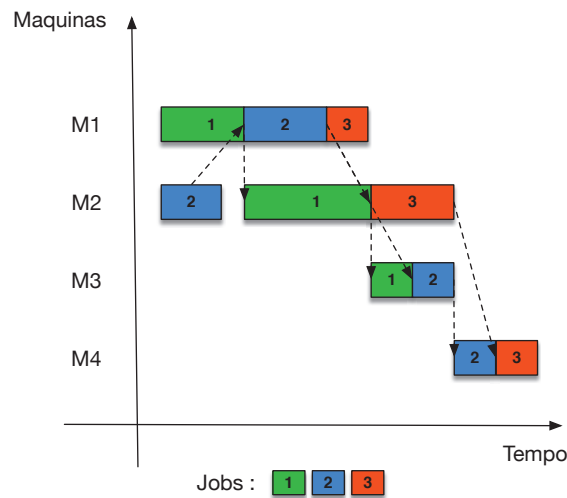 Maquinas
M1 1 2 3
M2 2 1 3
M3 1 2
M4 2 3
Tempo
Jobs : 1 2 3